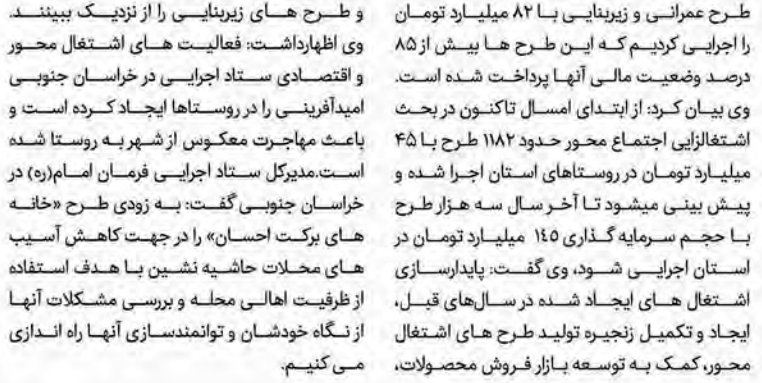 طرح عمرانی و زیربنایی با ۸۲ میلیارد تومان
را اجرایی کردیم که این طرح ها بیش از ۸۵
درصد وضعیت مالی آنها پرداخت شده است.
وی بیان کرد: از ابتدای امسال تاکنون در بحث
اشتغالزایی اجتماع محور حدود ۱۱۸۲ طرح با ۴۵
میلیارد تومان در روستاهای استان اجرا شده و
پیش بینی میشود تا آخر سال سه هزار طرح
با حجم سرمایه گذاری ١٤٥ میلیارد تومان در
استان اجرایی شود، وی گفت: پایدارسازی
اشتغال های ایجاد شده در سال‌های قبل،
ایجاد و تکمیل زنجیره تولید طرح های اشتغال
محور، کمک به توسعه بازار فروش محصولات،
و طرح های زیربنایی را از نزدیک ببینند.
وی اظهارداشت: فعالیت های اشتغال محور
و اقتصادی ستاد اجرایی در خراسان جنوبی
امیدآفرینی را در روستاها ایجاد کرده است و
باعث مهاجرت معکوس از شهر به روستا شده
است.مدیرکل ستاد اجرایی فرمان امام(ره) در
خراسان جنوبی گفت: به زودی طرح «خانه
های برکت احسان» را در جهت کاهش آسیب
های محلات حاشیه نشین با هدف استفاده
از ظرفیت اهالی محله و بررسی مشکلات آنها
از نگاه خودشان و توانمندسازی آنها راه اندازی
می کنیم.